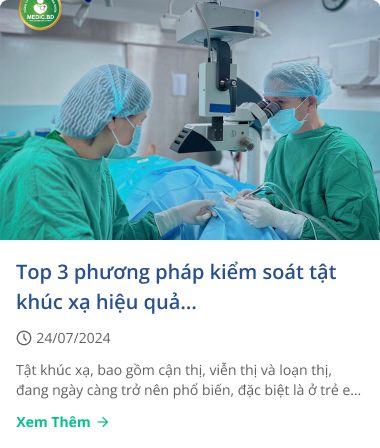 MEDIC.BD
Top 3 phương pháp kiểm soát tật
khúc xạ hiệu quả...
24/07/2024
Tật khúc xạ, bao gồm cận thị, viễn thị và loạn thị,
đang ngày càng trở nên phổ biến, đặc biệt là ở trẻ e...
Xem Thêm